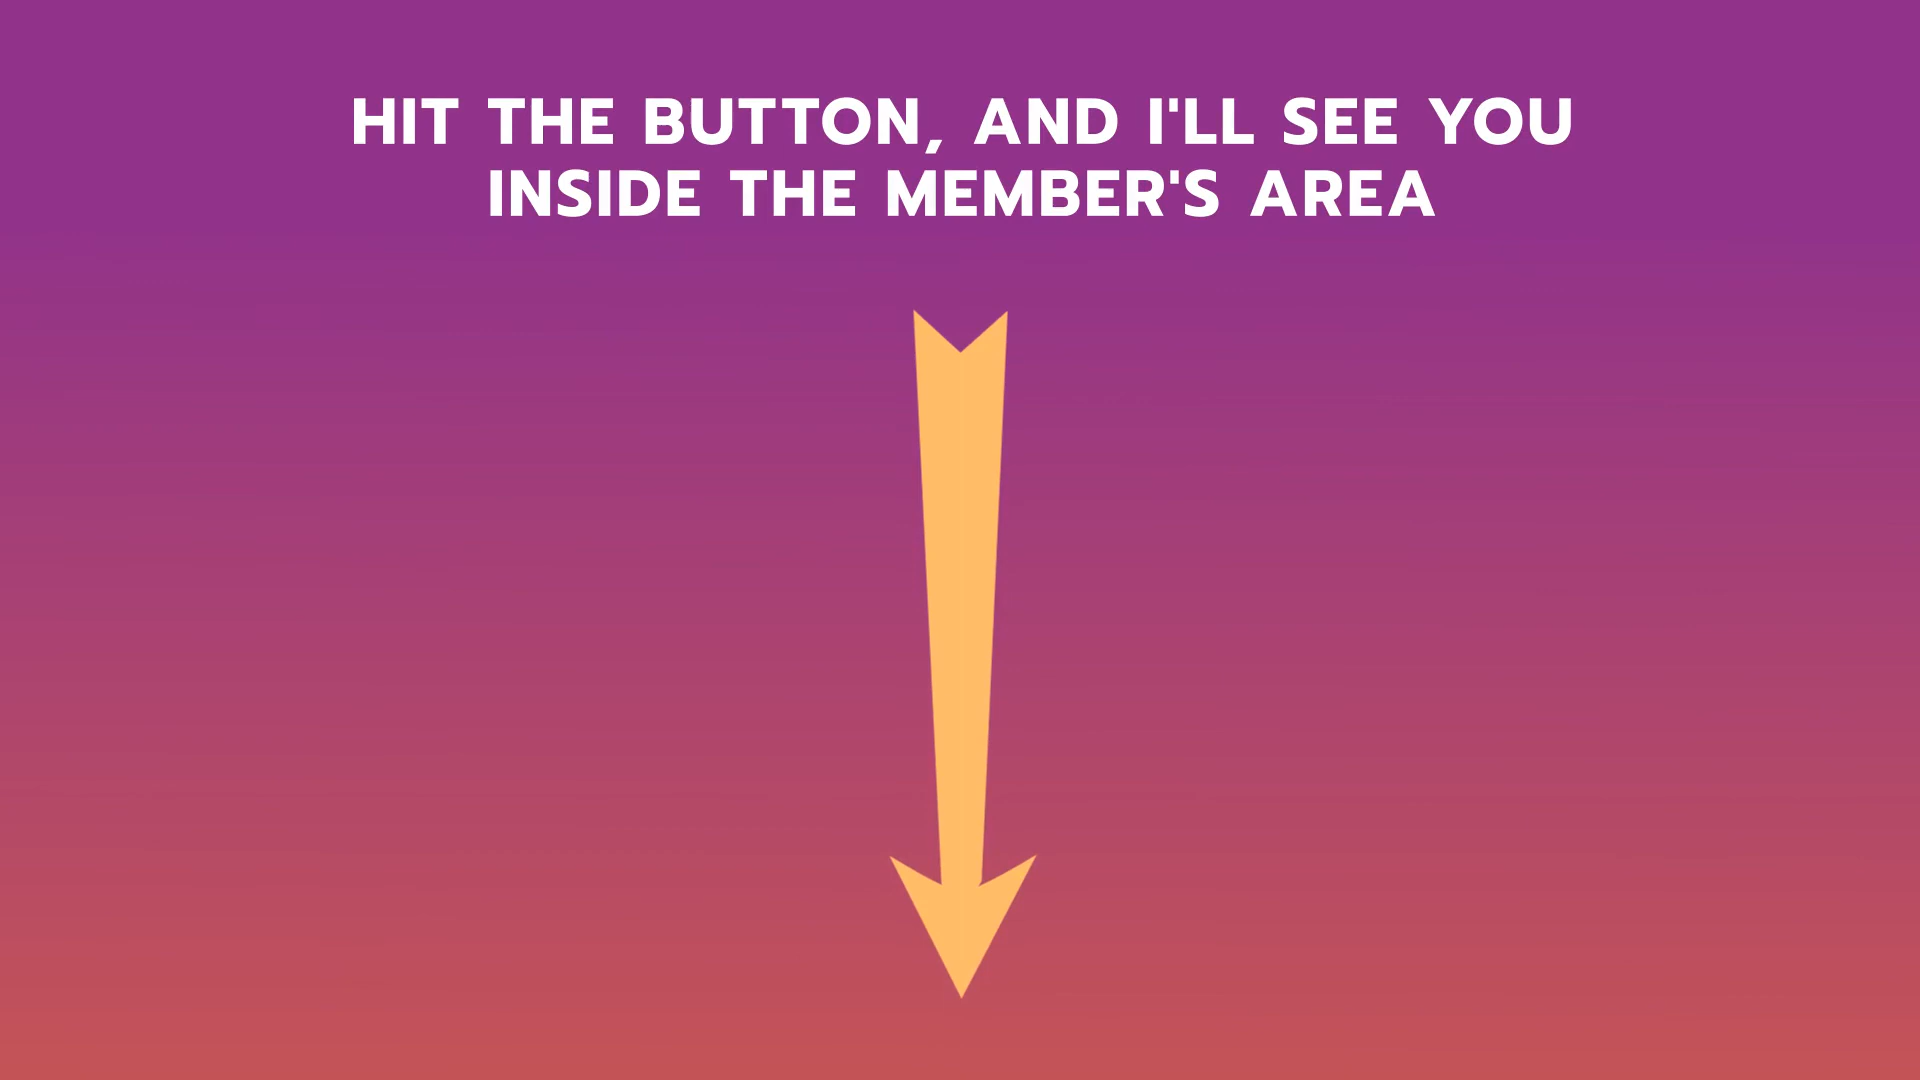 HIT THE BUTTON, AND I'LL SEE YOU
INSIDE THE MEMBER'S AREA